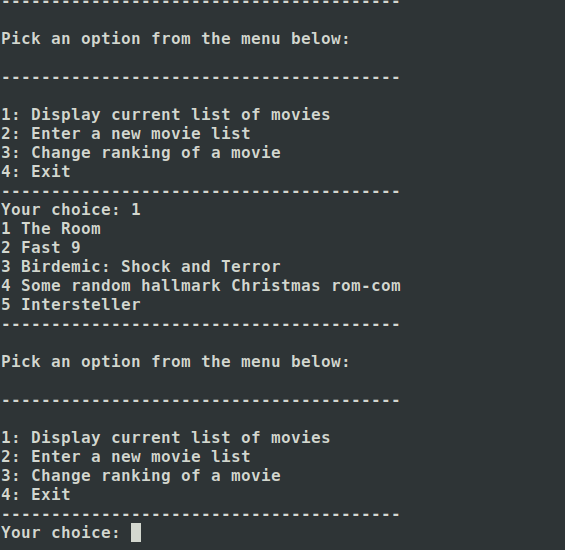 ----------------------------------------
Pick an option from the menu below:
----------------------------------------
1: Display current list of movies
2: Enter a new movie list
3: Change ranking of a movie
4: Exit
----------------------------------------
Your choice: 1
1 The Room
2 Fast 9
3 Birdemic: Shock and Terror
4 Some random hallmark Christmas rom-com
5 Intersteller
----------------------------------------
Pick an option from the menu below:
----------------------------------------
1: Display current list of movies
2: Enter a new movie list
3: Change ranking of a movie
4: Exit
----------------------------------------
Your choice: